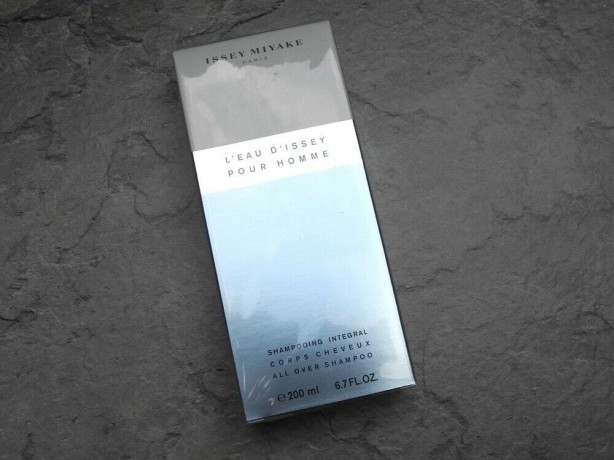 ISSEY MIYAKE
PARIS
L'EAU D'ISSEY
POUR HOMME
SHAMPOOING INTEGRAL
CORPS CHEVEUX
ALL OVER SHAMPOO
℮200 ml 6.7 FL.OZ.